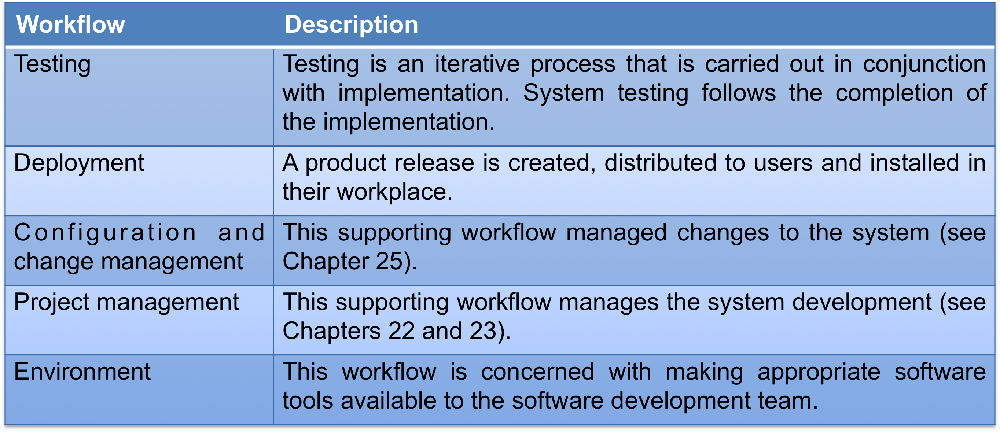 Workflow Description
Testing Testing is an iterative process that is carried out in conjunction
with implementation. System testing follows the completion of
the implementation.
Deployment A product release is created, distributed to users and installed in
their workplace.
Configuration and This supporting workflow managed changes to the system (see
change management Chapter 25).
Project management This supporting workflow manages the system development (see
Chapters 22 and 23).
Environment This workflow is concerned with making appropriate software
tools available to the software development team.